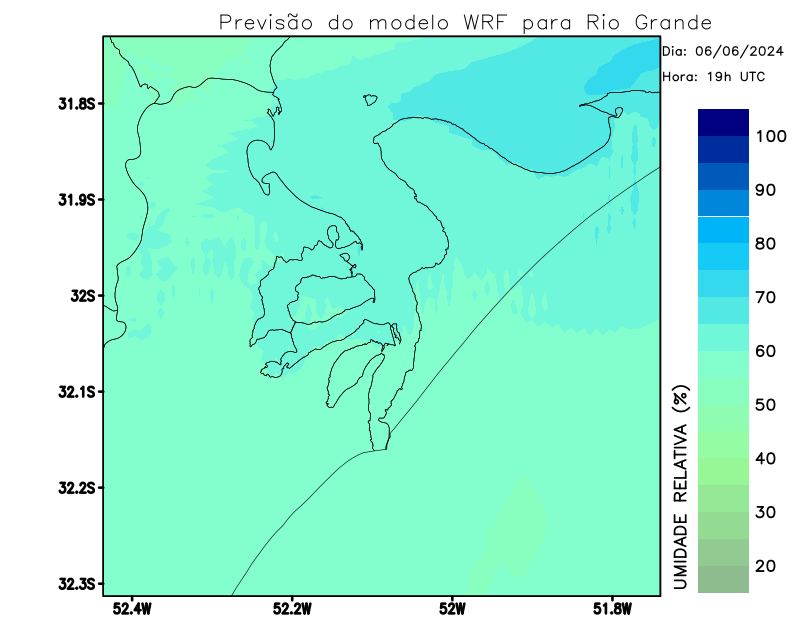 Previsão do modelo WRF para Rio Grande
Dia: 06/06/2024
Hora: 19h UTC
31.8S
31.9S
32S
32.1S
32.2S
32.3S
52.4W
52.2W
52W
51.8W
100
90
80
70
60
50
40
30
20
UMIDADE RELATIVA (%)